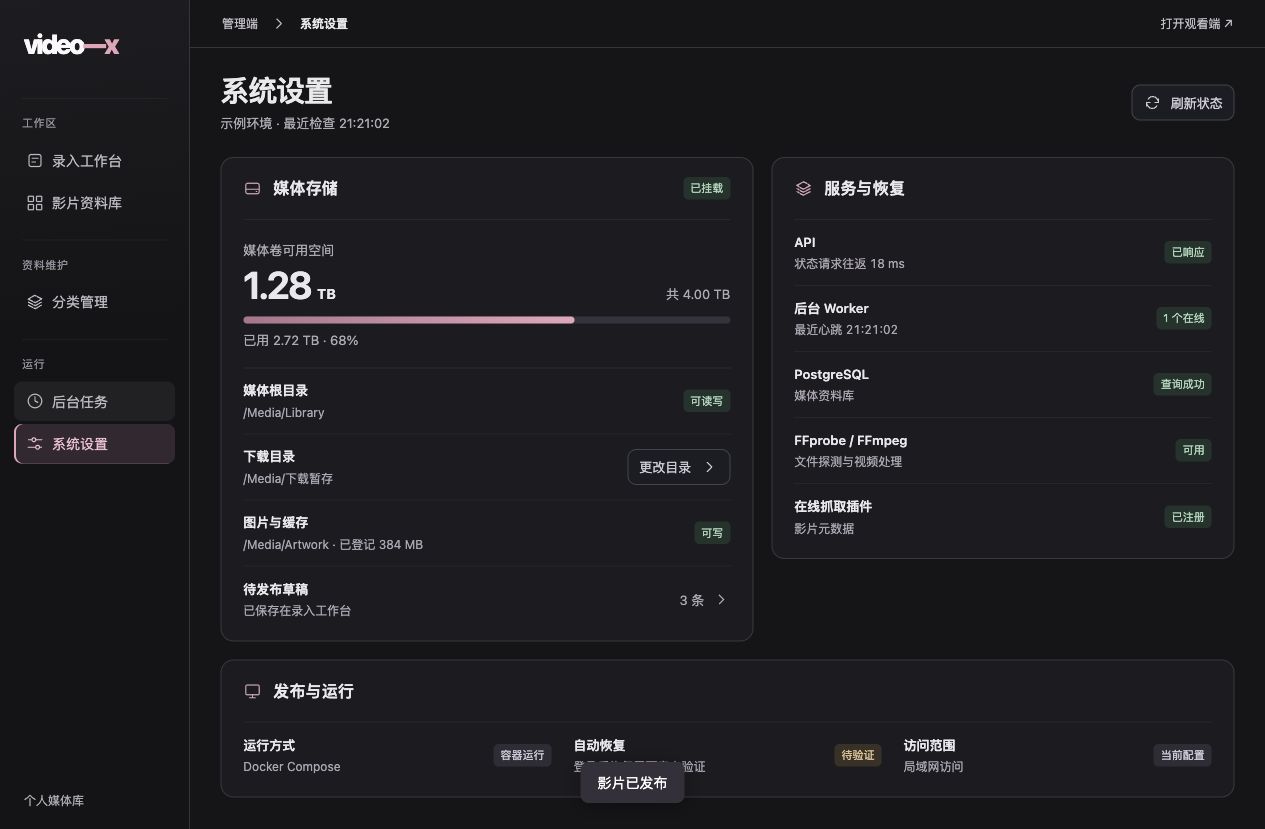 video—x
工作区
录入工作台
影片资料库
资料维护
分类管理
运行
后台任务
系统设置
个人媒体库
管理端 > 系统设置
打开观看端↗
系统设置
示例环境 · 最近检查 21:21:02
刷新状态
媒体存储
已挂载
媒体卷可用空间
1.28 TB
共 4.00 TB
已用 2.72 TB · 68%
媒体根目录
/Media/Library
可读写
下载目录
/Media/下载暂存
更改目录
图片与缓存
/Media/Artwork · 已登记 384 MB
可写
待发布草稿
已保存在录入工作台
3 条
服务与恢复
API
状态请求往返 18 ms
已响应
后台 Worker
最近心跳 21:21:02
1 个在线
PostgreSQL
媒体资料库
查询成功
FFprobe / FFmpeg
文件探测与视频处理
可用
在线抓取插件
影片元数据
已注册
发布与运行
运行方式
Docker Compose
容器运行
自动恢复
验证
待验证
访问范围
局域网访问
当前配置
影片已发布